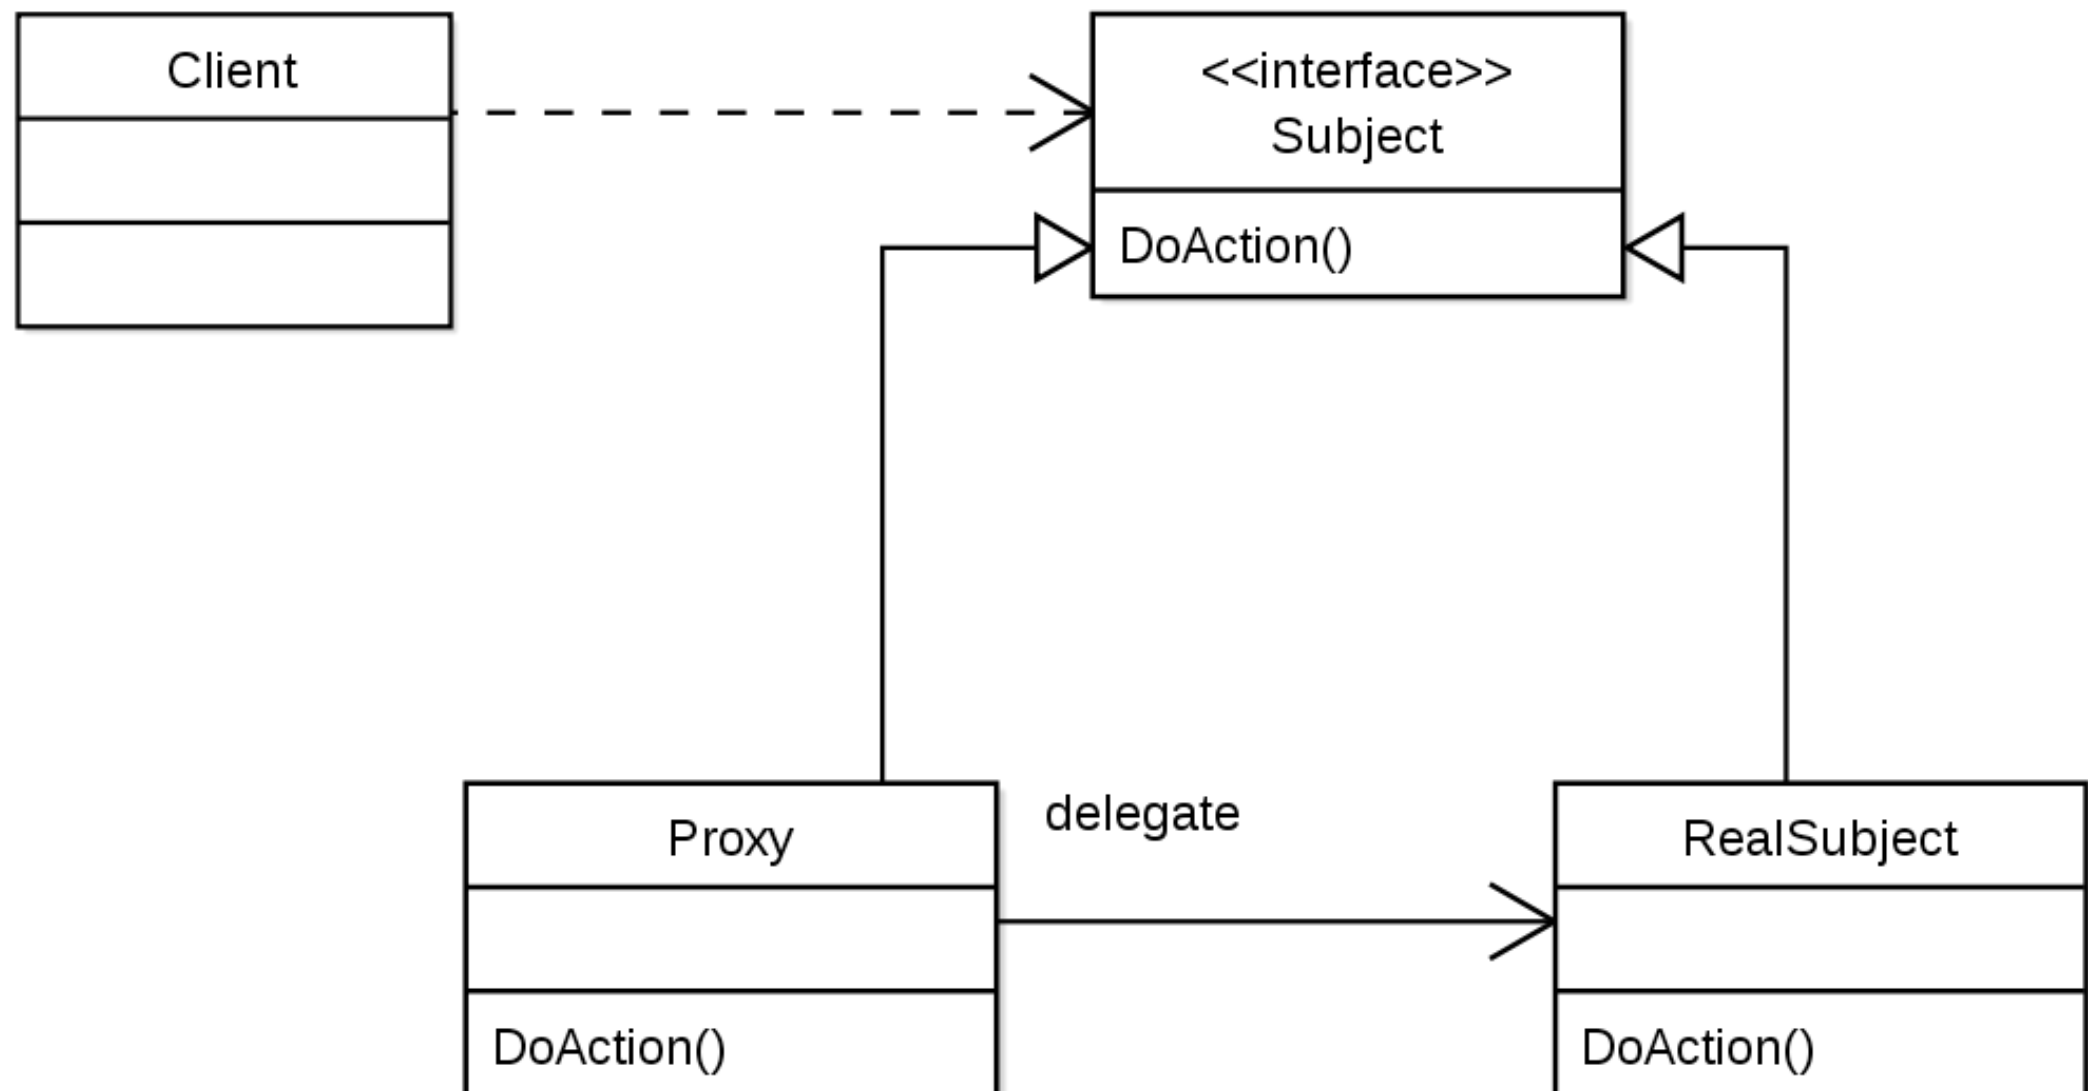 Client
<<interface>>
Subject
DoAction()
Proxy
delegate
RealSubject
DoAction()
DoAction()